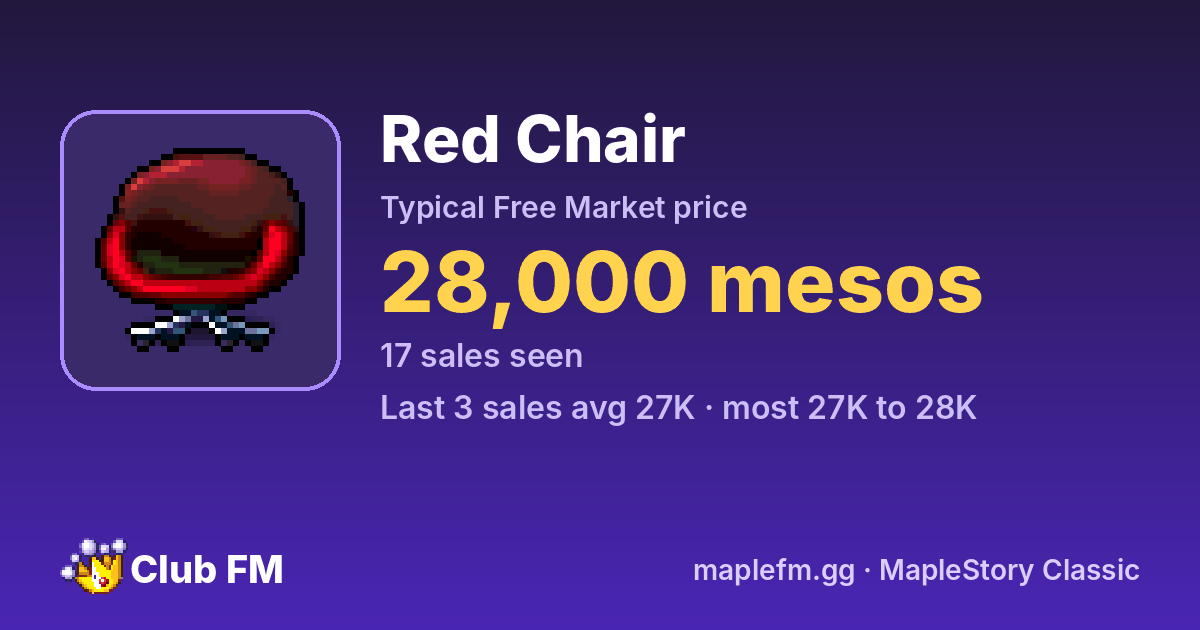 Red Chair
Typical Free Market price
28,000 mesos
17 sales seen
Last 3 sales avg 27K · most 27K to 28K
Club FM
maplefm.gg · MapleStory Classic